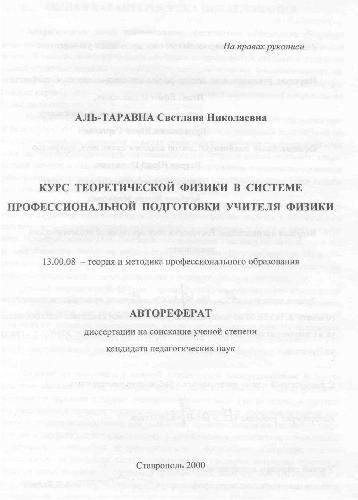 На правах рукописи
АЛЬ-ТАРАВНА Светлана Николаевна
КУРС ТЕОРЕТИЧЕСКОЙ ФИЗИКИ В СИСТЕМЕ
ПРОФЕССИОНАЛЬНОЙ ПОДГОТОВКИ УЧИТЕЛЯ ФИЗИКИ
13.00.08 – теория и методика профессионального образования
АВТОРЕФЕРАТ
диссертации на соискание ученой степени
кандидата педагогических наук
Ставрополь 2000